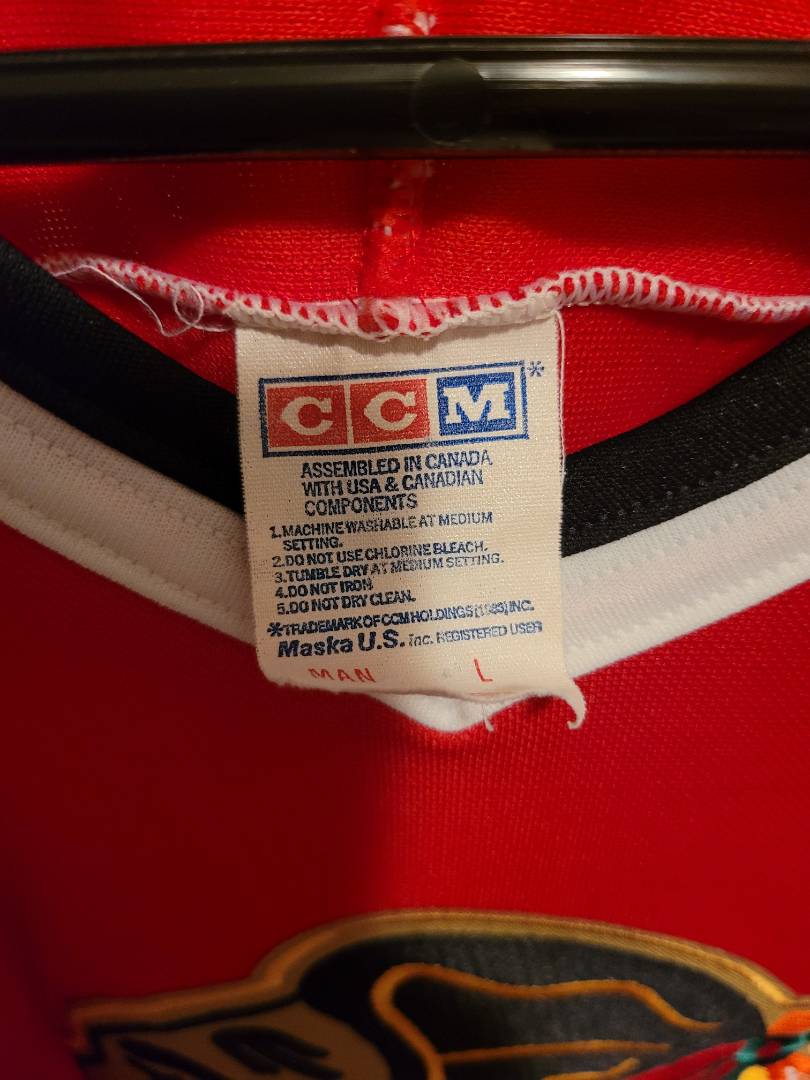 CCM*
ASSEMBLED IN CANADA
WITH USA & CANADIAN
COMPONENTS
1.MACHINE WASHABLE AT MEDIUM
SETTING.
2.DO NOT USE CHLORINE BLEACH.
3.TUMBLE DRY AT MEDIUM SETTING.
4.DO NOT IRON
5.DO NOT DRY CLEAN.
*TRADEMARK OF CCM HOLDINGS (1983) INC.
Maska U.S. Inc. REGISTERED USER
MAN L